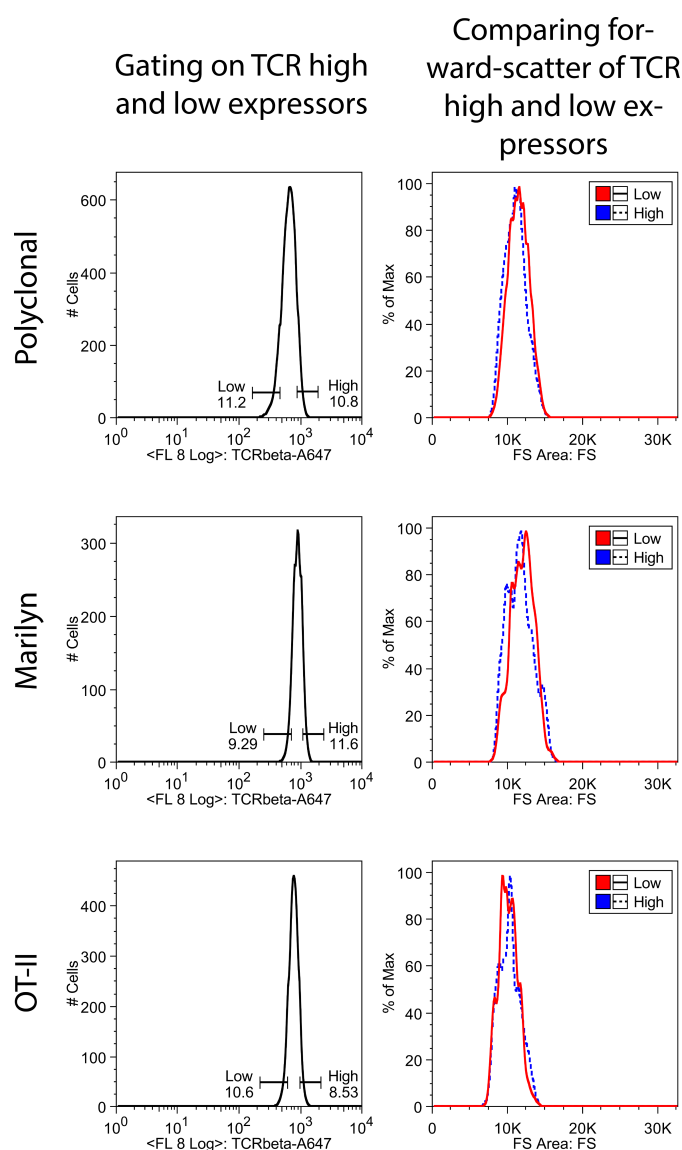 Gating on TCR high
and low expressors
Comparing for-
ward-scatter of TCR
high and low ex-
pressors
Polyclonal
# Cells
600
400
200
0
Low
11.2
High
10.8
10^0 10^1 10^2 10^3 10^4
<FL 8 Log>: TCRbeta-A647
% of Max
100
80
60
40
20
0
Low
High
0 10K 20K 30K
FS Area: FS
Marilyn
# Cells
300
200
100
0
Low
9.29
High
11.6
10^0 10^1 10^2 10^3 10^4
<FL 8 Log>: TCRbeta-A647
% of Max
100
80
60
40
20
0
Low
High
0 10K 20K 30K
FS Area: FS
OT-II
# Cells
400
300
200
100
0
Low
10.6
High
8.53
10^0 10^1 10^2 10^3 10^4
<FL 8 Log>: TCRbeta-A647
% of Max
100
80
60
40
20
0
Low
High
0 10K 20K 30K
FS Area: FS